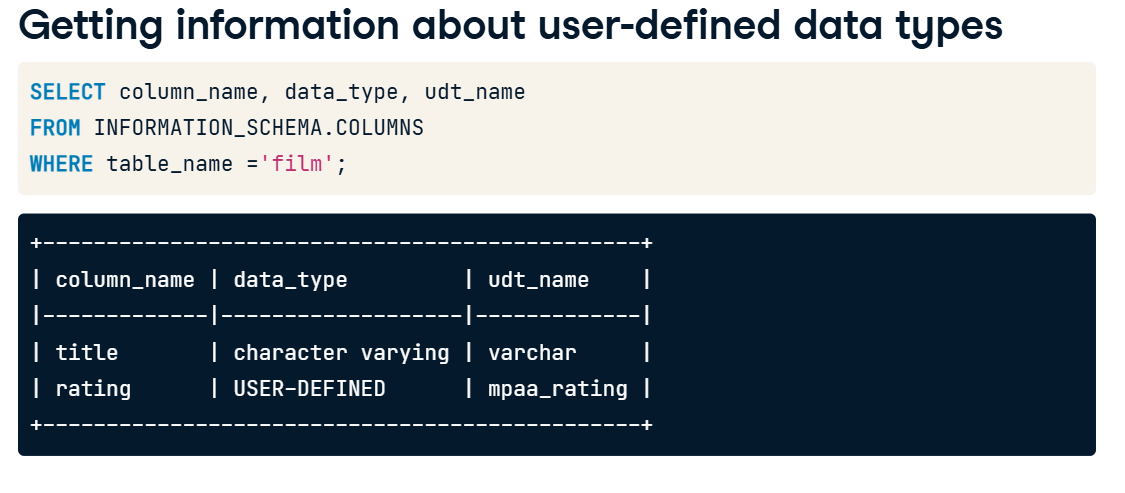 Getting information about user-defined data types
SELECT column_name, data_type, udt_name
FROM INFORMATION_SCHEMA.COLUMNS
WHERE table_name ='film';
+-----------------------------------------------+
| column_name | data_type         | udt_name    |
|-------------|-------------------|-------------|
| title       | character varying | varchar     |
| rating      | USER-DEFINED      | mpaa_rating |
+-----------------------------------------------+